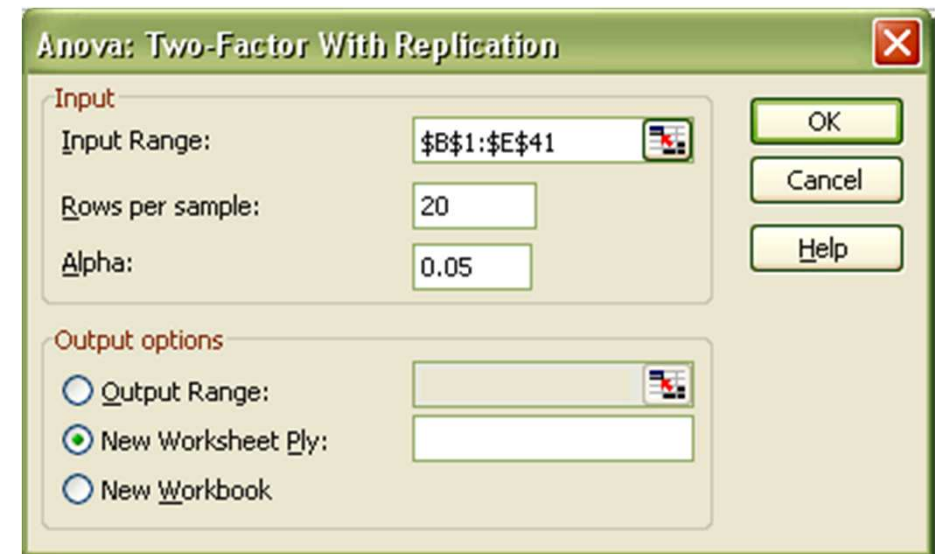 Anova: Two-Factor With Replication
Input
Input Range: $B$1:$E$41
Rows per sample: 20
Alpha: 0.05
OK
Cancel
Help
Output options
Output Range:
New Worksheet Ply:
New Workbook